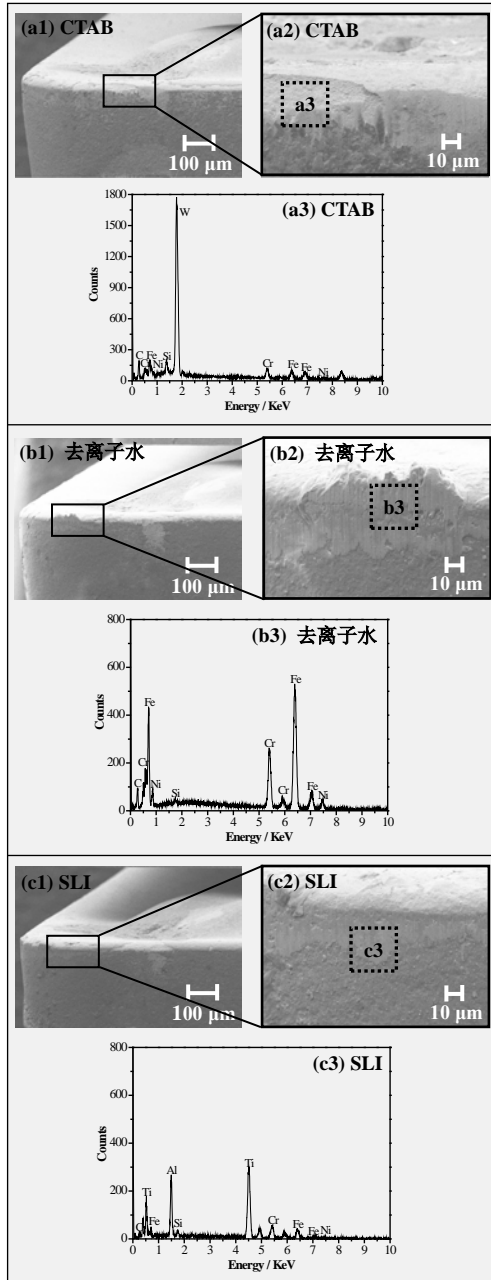 (a1) CTAB
100 μm
(a2) CTAB
a3
10 μm
(a3) CTAB
Counts
1800
1500
1200
900
600
300
0
W
C
C
Fe
Ni
Si
Cr
Fe
Fe
Ni
0 1 2 3 4 5 6 7 8 9 10
Energy / KeV
(b1) 去离子水
100 μm
(b2) 去离子水
b3
10 μm
(b3) 去离子水
Counts
800
600
400
200
0
C
Cr
Fe
Ni
Si
Cr
Cr
Fe
Fe
Ni
0 1 2 3 4 5 6 7 8 9 10
Energy / KeV
(c1) SLI
100 μm
(c2) SLI
c3
10 μm
(c3) SLI
Counts
800
600
400
200
0
C
Ti
Fe
Al
Si
Ti
Cr
Fe
Fe
Ni
0 1 2 3 4 5 6 7 8 9 10
Energy / KeV